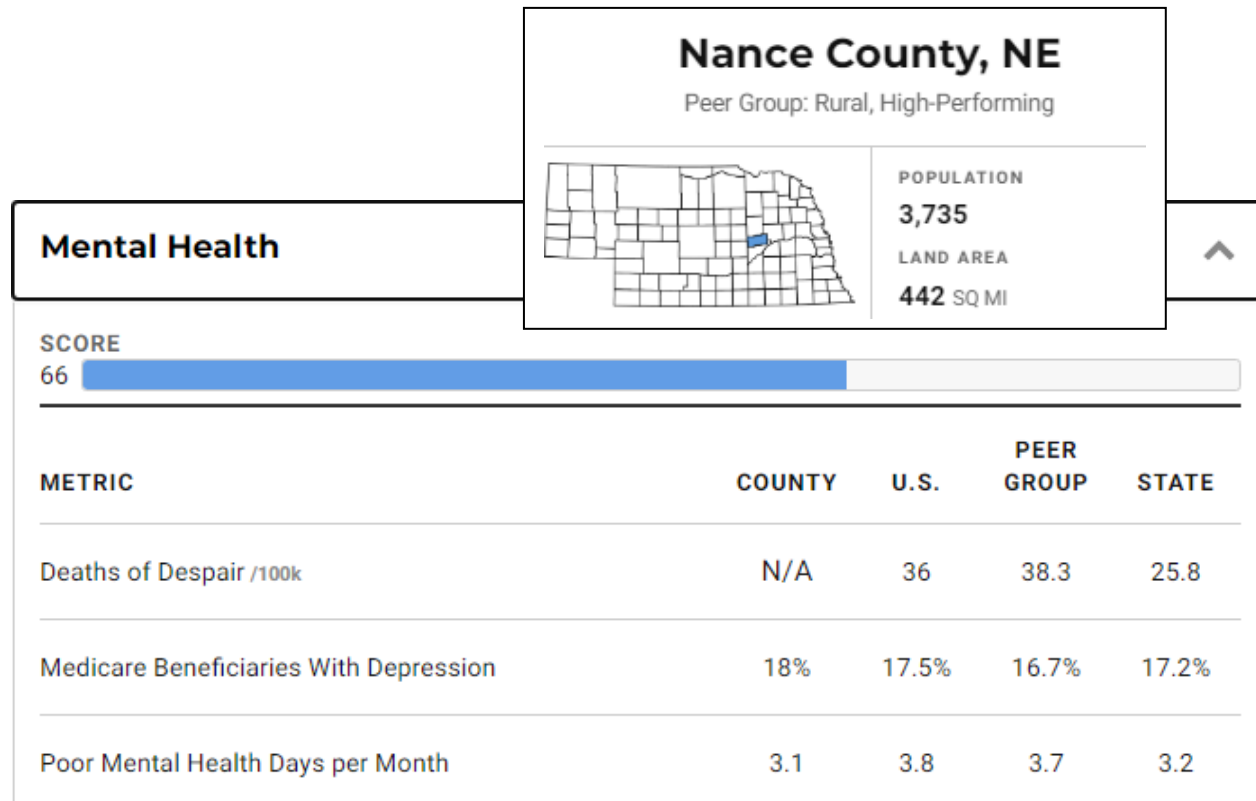 Nance County, NE
Peer Group: Rural, High-Performing
POPULATION
3,735
LAND AREA
442 SQ MI
Mental Health
SCORE
66
METRIC COUNTY U.S. PEER GROUP STATE
Deaths of Despair /100k N/A 36 38.3 25.8
Medicare Beneficiaries With Depression 18% 17.5% 16.7% 17.2%
Poor Mental Health Days per Month 3.1 3.8 3.7 3.2